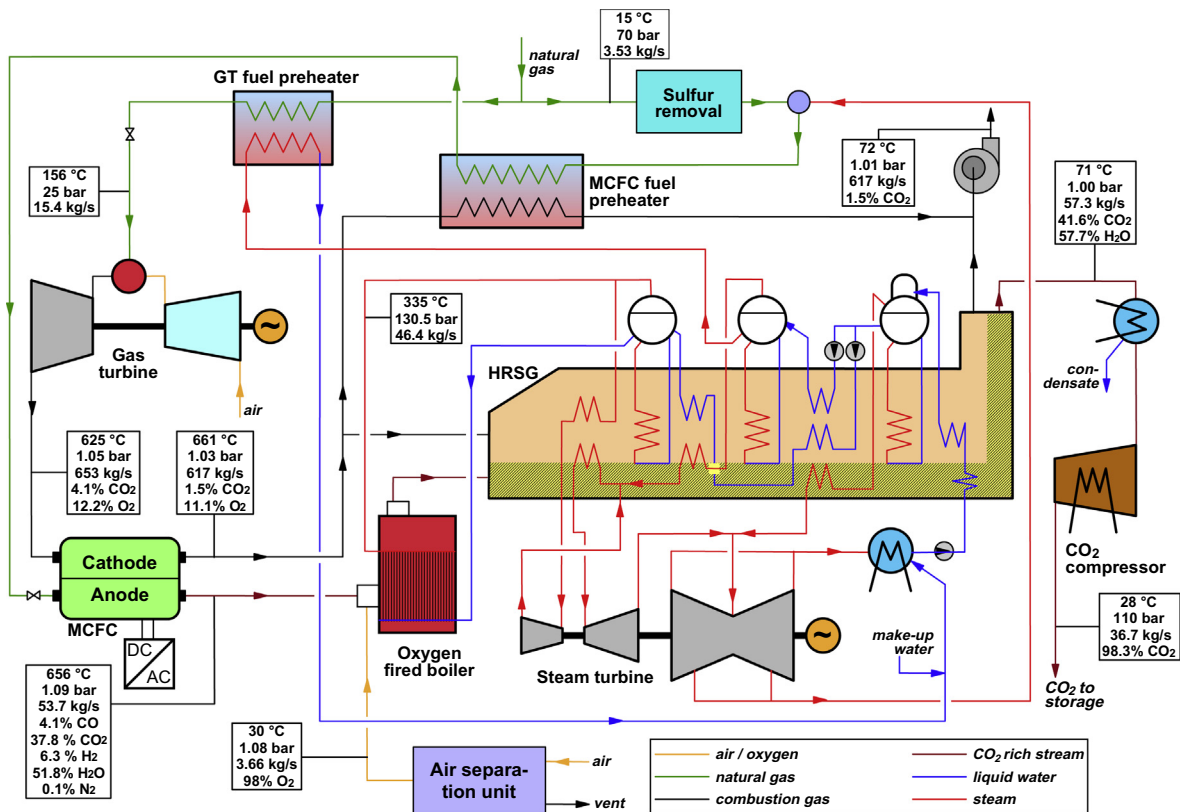 15 °C
70 bar
3.53 kg/s
natural
gas
GT fuel preheater
Sulfur
removal
156 °C
25 bar
15.4 kg/s
MCFC fuel
preheater
72 °C
1.01 bar
617 kg/s
1.5% CO₂
71 °C
1.00 bar
57.3 kg/s
41.6% CO₂
57.7% H₂O
335 °C
130.5 bar
46.4 kg/s
~
Gas
turbine
air
HRSG
con-
densate
625 °C
1.05 bar
653 kg/s
4.1% CO₂
12.2% O₂
661 °C
1.03 bar
617 kg/s
1.5% CO₂
11.1% O₂
Cathode
Anode
MCFC
DC
AC
Oxygen
fired boiler
Steam turbine
~
make-up
water
CO₂
compressor
28 °C
110 bar
36.7 kg/s
98.3% CO₂
CO₂ to
storage
656 °C
1.09 bar
53.7 kg/s
4.1% CO
37.8 % CO₂
6.3 % H₂
51.8% H₂O
0.1% N₂
30 °C
1.08 bar
3.66 kg/s
98% O₂
Air separa-
tion unit
air
vent
air / oxygen
natural gas
combustion gas
CO₂ rich stream
liquid water
steam